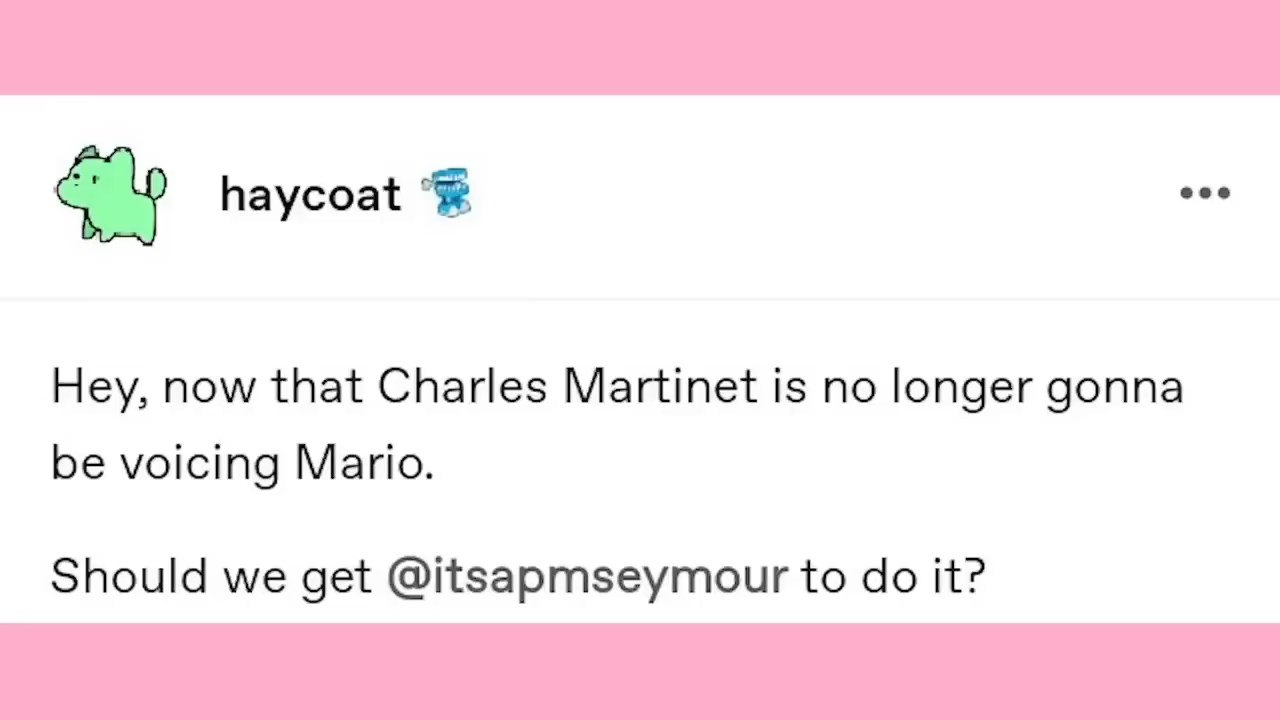 haycoat
Hey, now that Charles Martinet is no longer gonna
be voicing Mario.
Should we get @itsapmseymour to do it?